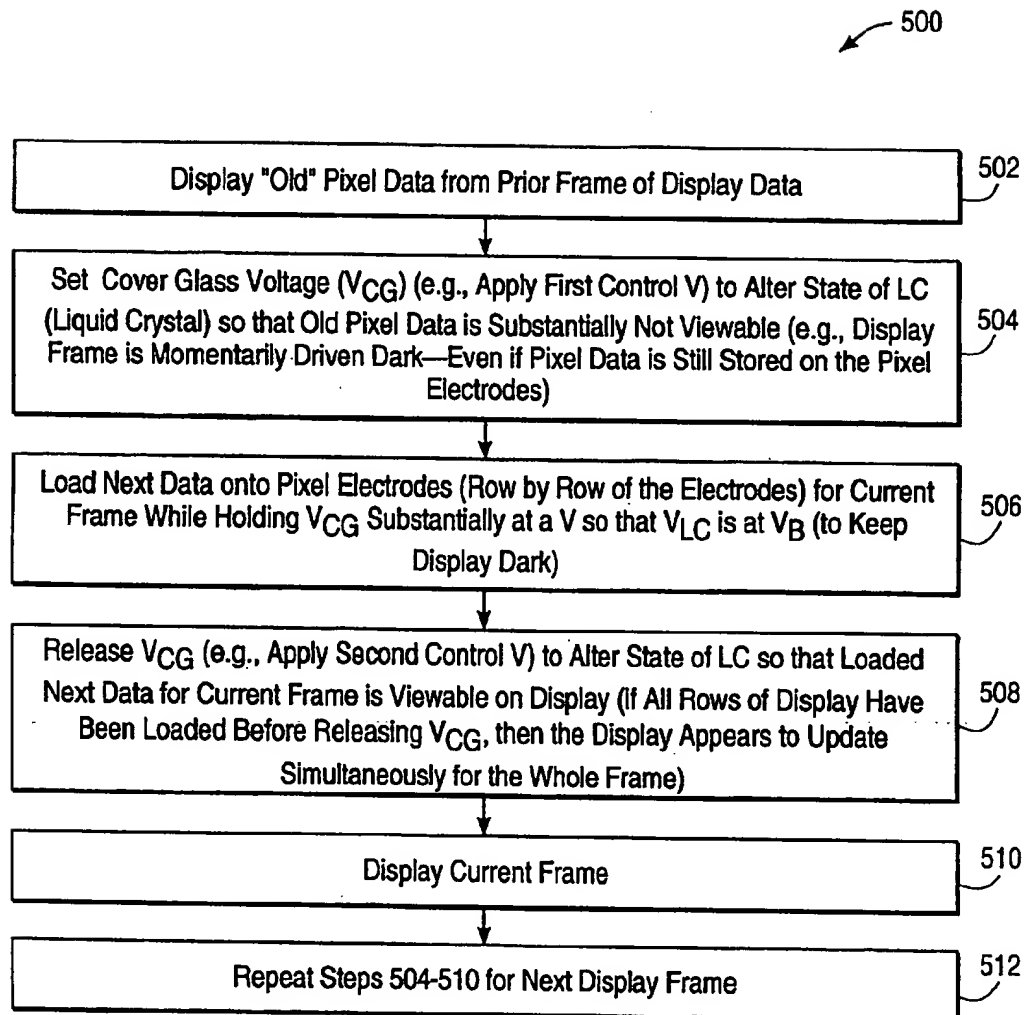 500
Display "Old" Pixel Data from Prior Frame of Display Data
502
Set Cover Glass Voltage (VCG) (e.g., Apply First Control V) to Alter State of LC
(Liquid Crystal) so that Old Pixel Data is Substantially Not Viewable (e.g., Display
Frame is Momentarily Driven Dark—Even if Pixel Data is Still Stored on the Pixel
Electrodes)
504
Load Next Data onto Pixel Electrodes (Row by Row of the Electrodes) for Current
Frame While Holding VCG Substantially at a V so that VLC is at VB (to Keep
Display Dark)
506
Release VCG (e.g., Apply Second Control V) to Alter State of LC so that Loaded
Next Data for Current Frame is Viewable on Display (If All Rows of Display Have
Been Loaded Before Releasing VCG, then the Display Appears to Update
Simultaneously for the Whole Frame)
508
Display Current Frame
510
Repeat Steps 504-510 for Next Display Frame
512